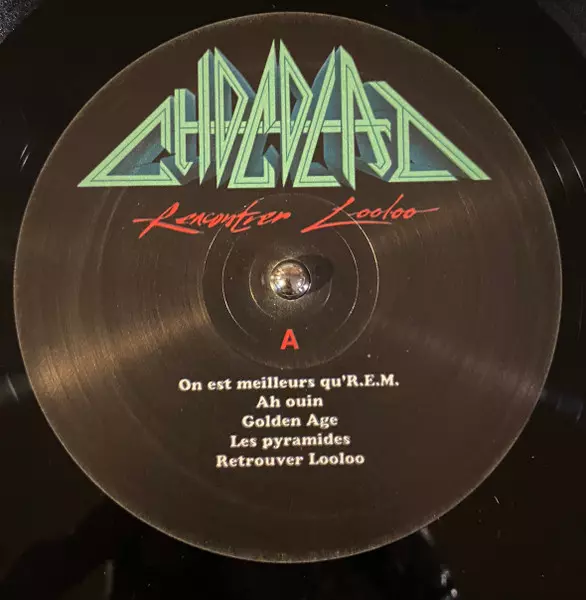 CHOCOLAT
Rencontrer Looloo
A
On est meilleurs qu'R.E.M.
Ah ouin
Golden Age
Les pyramides
Retrouver Looloo